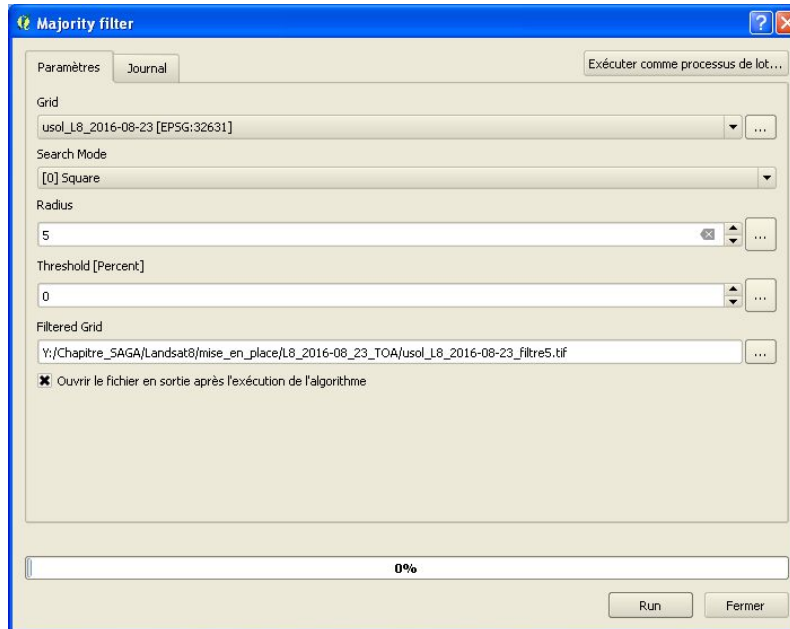 Majority filter
Paramètres
Journal
Exécuter comme processus de lot...
Grid
usol_L8_2016-08-23 [EPSG:32631]
...
Search Mode
[0] Square
Radius
5
...
Threshold [Percent]
0
...
Filtered Grid
Y:/Chapitre_SAGA/Landsat8/mise_en_place/L8_2016-08_23_TOA/usol_L8_2016-08-23_filtre5.tif
...
Ouvrir le fichier en sortie après l'exécution de l'algorithme
0%
Run
Fermer